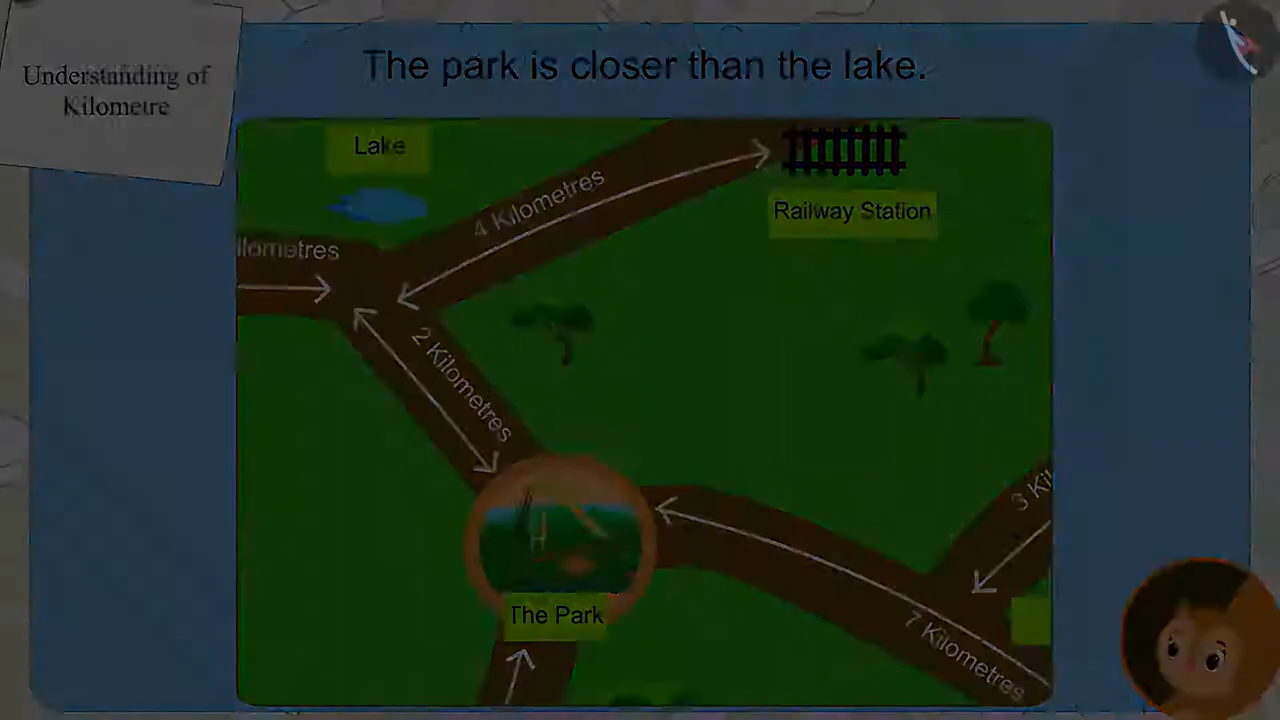 Understanding of
Kilometre
The park is closer than the lake.
Lake
4 Kilometres
Railway Station
2 Kilometres
The Park
7 Kilometres